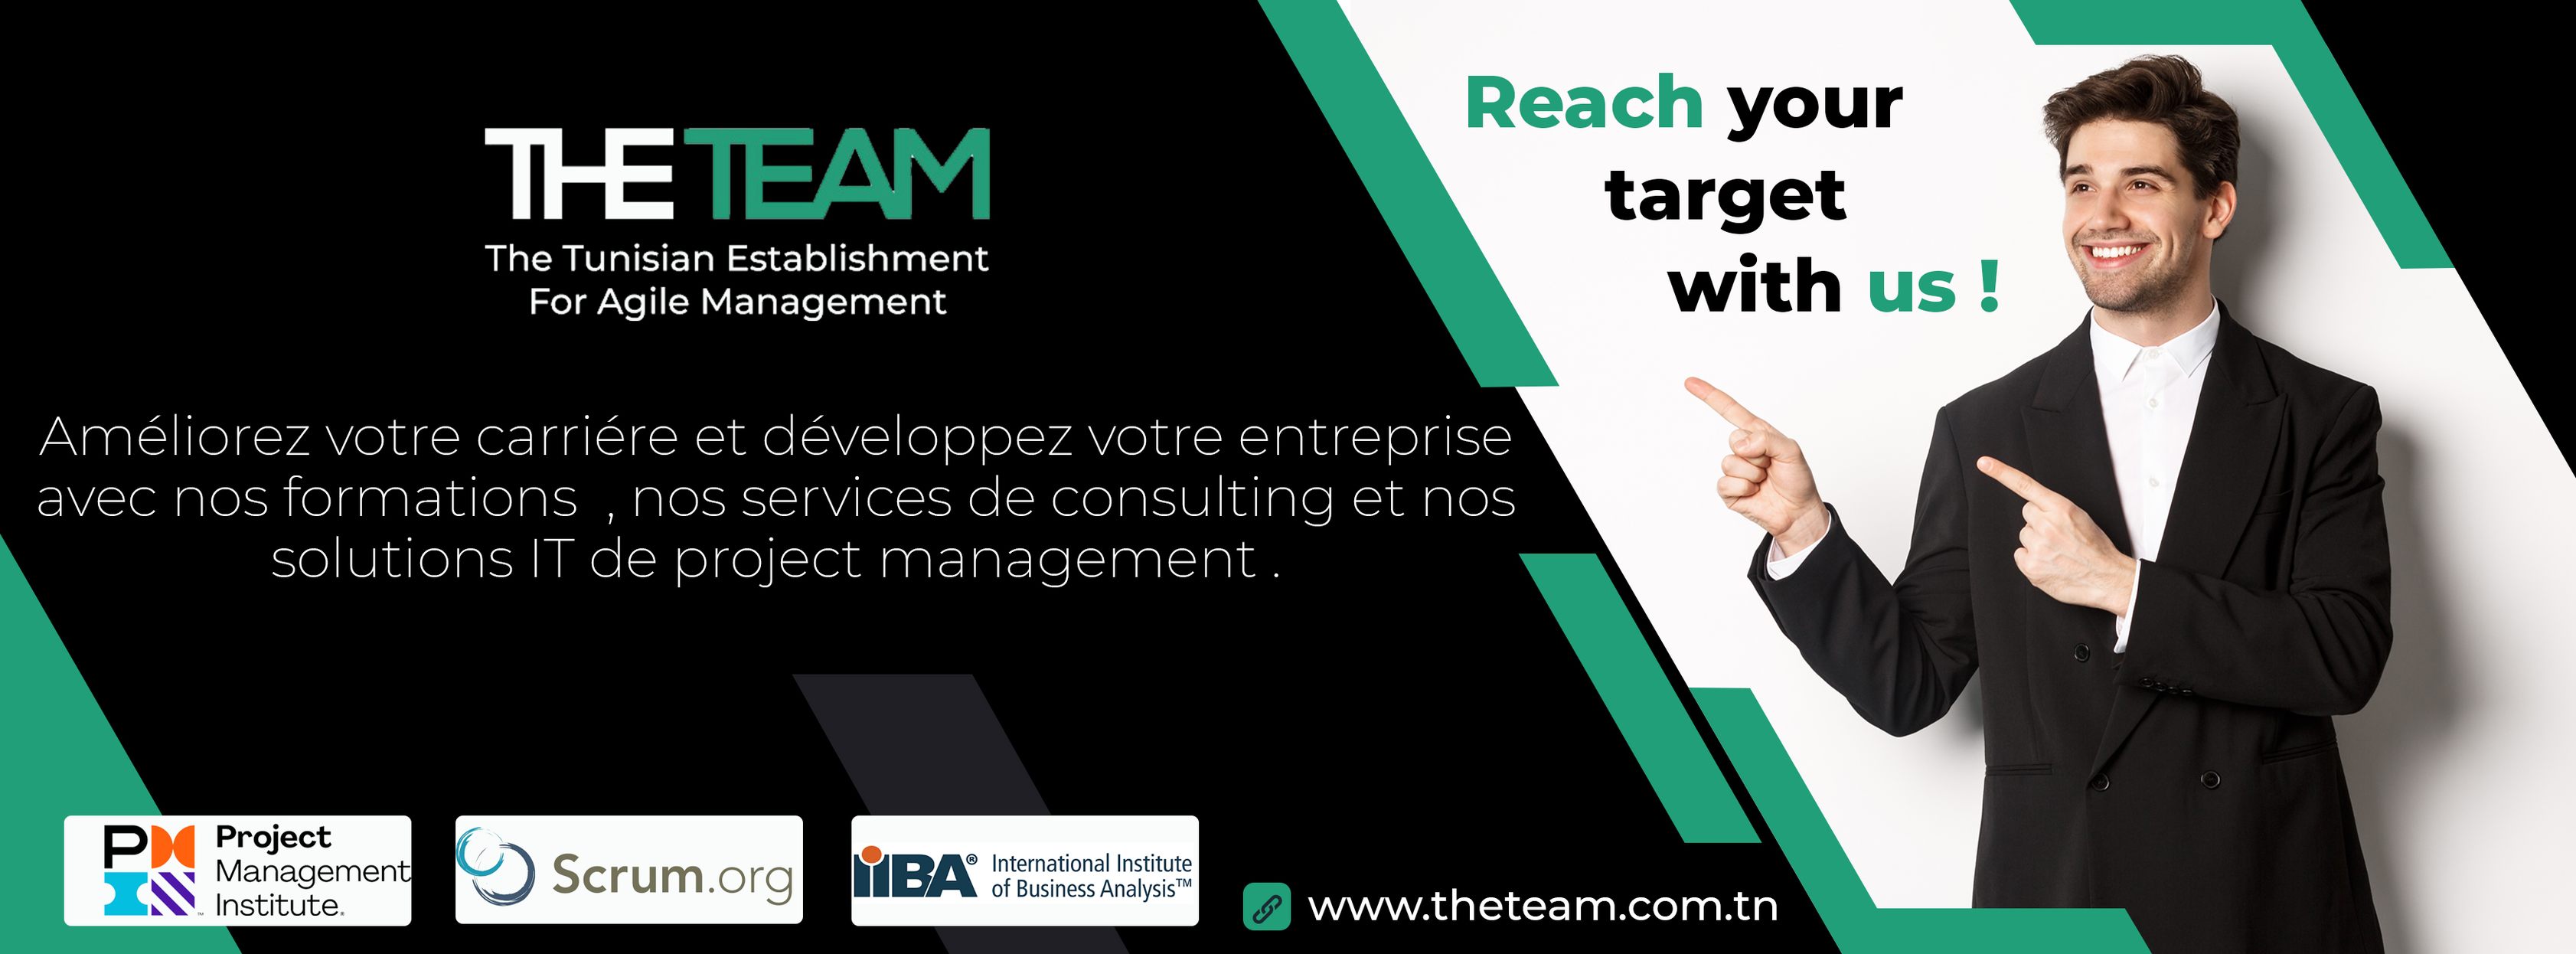 THE TEAM
The Tunisian Establishment
For Agile Management
Améliorez votre carriére et développez votre entreprise
avec nos formations , nos services de consulting et nos
solutions IT de project management .
Reach your
target
with us !
PMI
Project
Management
Institute.
Scrum.org
iiBA®
International Institute
of Business Analysis™
www.theteam.com.tn